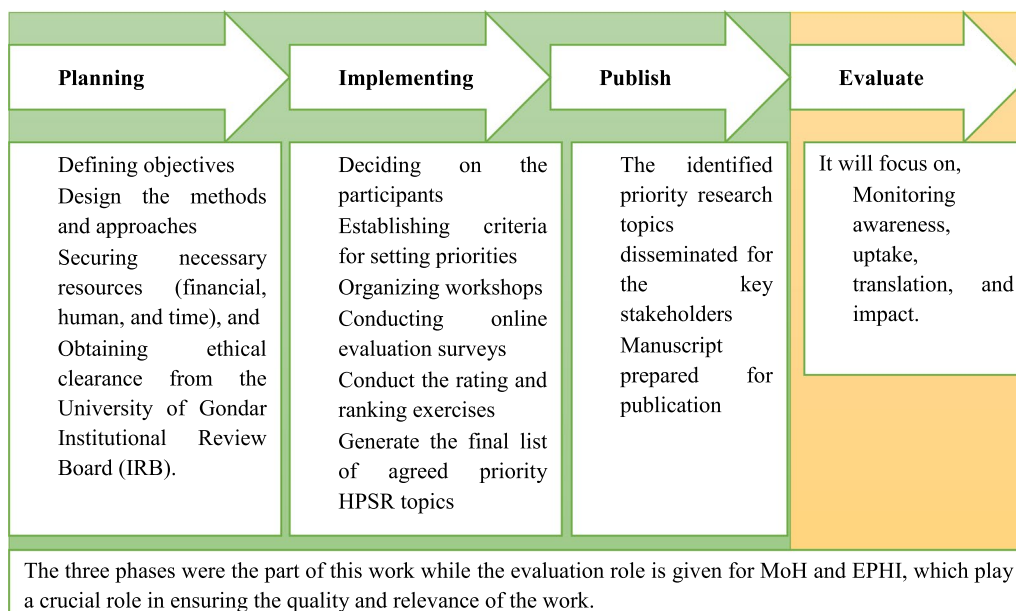 Planning
Defining objectives
Design the methods
and approaches
Securing necessary
resources (financial,
human, and time), and
Obtaining ethical
clearance from the
University of Gondar
Institutional Review
Board (IRB).
Implementing
Deciding on the
participants
Establishing criteria
for setting priorities
Organizing workshops
Conducting online
evaluation surveys
Conduct the rating and
ranking exercises
Generate the final list
of agreed priority
HPSR topics
Publish
The identified
priority research
topics
disseminated for
the key
stakeholders
Manuscript
prepared for
publication
Evaluate
It will focus on,
Monitoring
awareness,
uptake,
translation, and
impact.
The three phases were the part of this work while the evaluation role is given for MoH and EPHI, which play
a crucial role in ensuring the quality and relevance of the work.